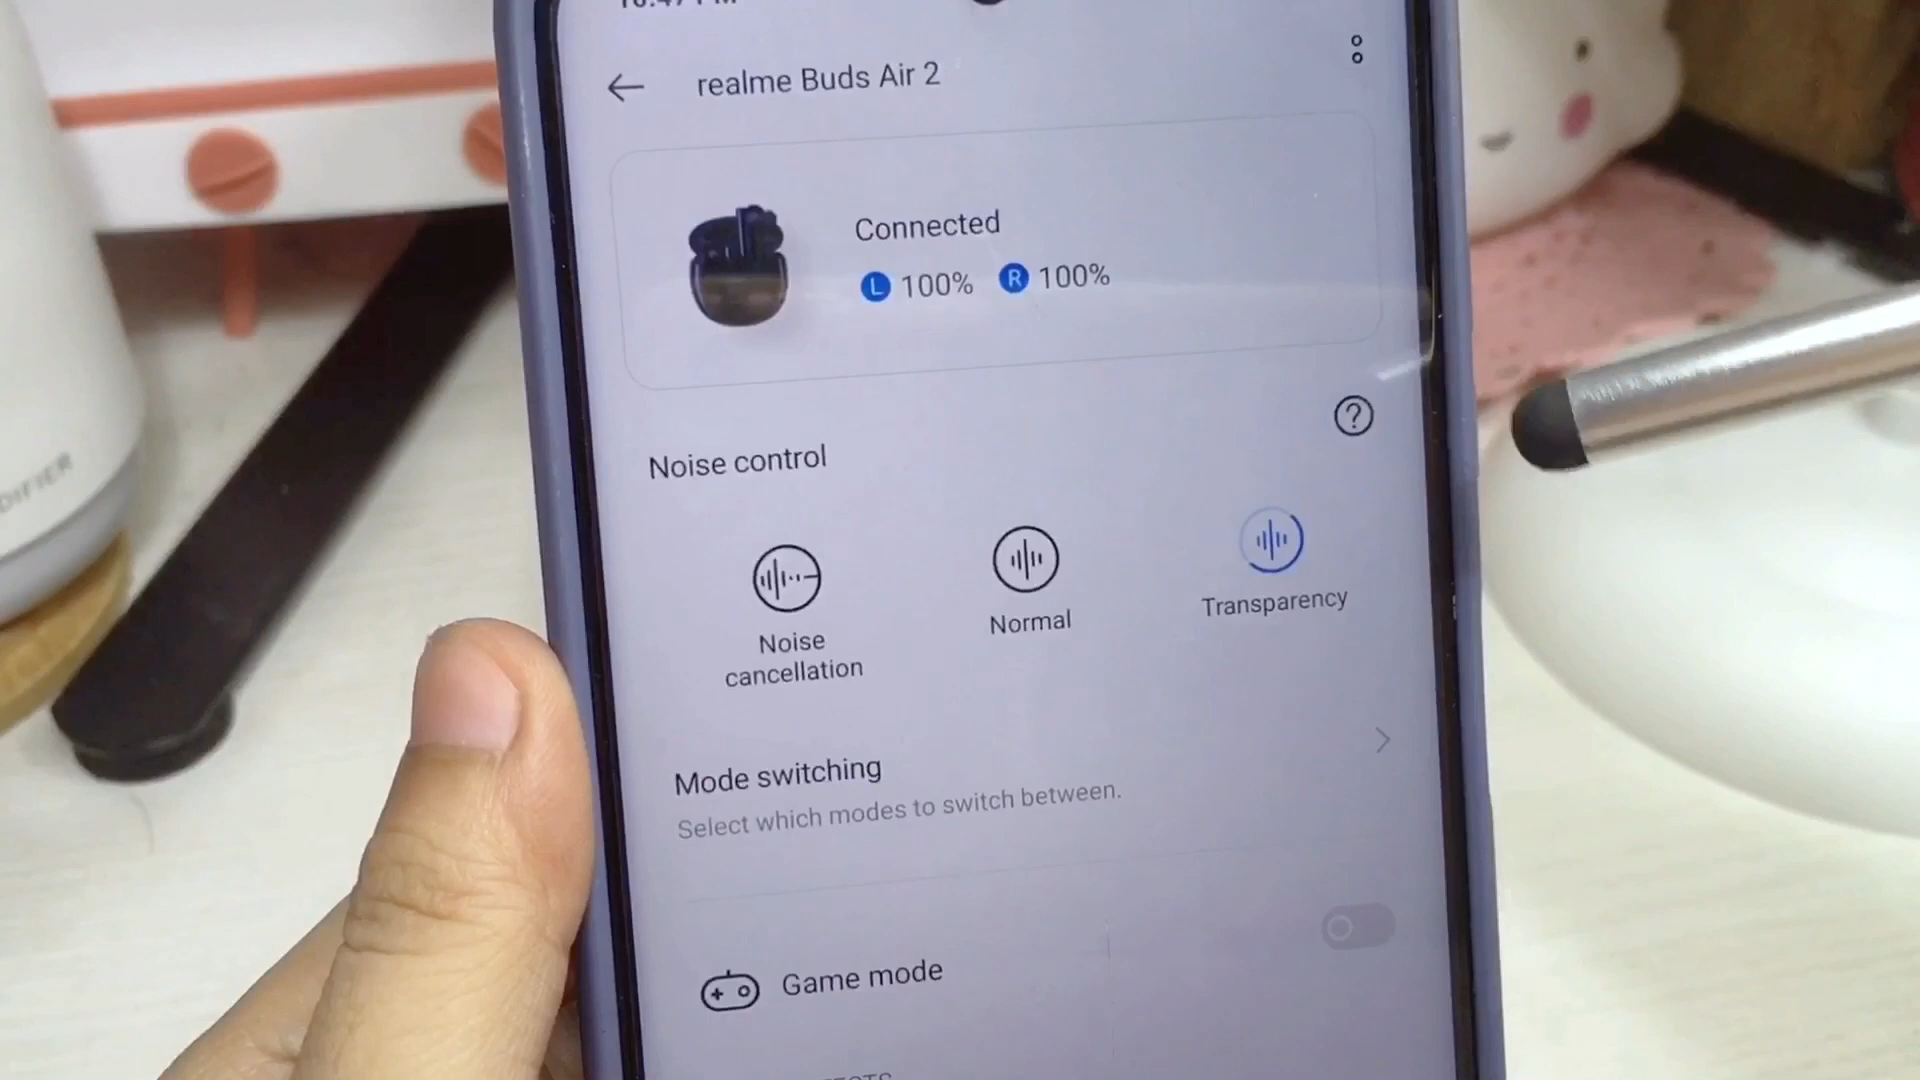 realme Buds Air 2
Connected
L 100% R 100%
Noise control
Noise
cancellation
Normal
Transparency
Mode switching
Select which modes to switch between.
Game mode